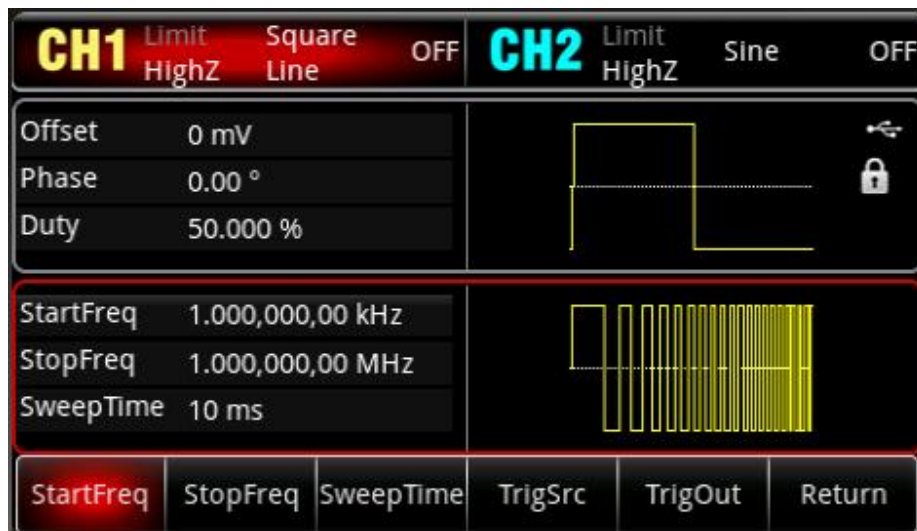 CH1 Limit Square OFF CH2 Limit Sine OFF
HighZ Line HighZ
Offset 0 mV
Phase 0.00 °
Duty 50.000 %
StartFreq 1.000,000,00 kHz
StopFreq 1.000,000,00 MHz
SweepTime 10 ms
StartFreq StopFreq SweepTime TrigSrc TrigOut Return